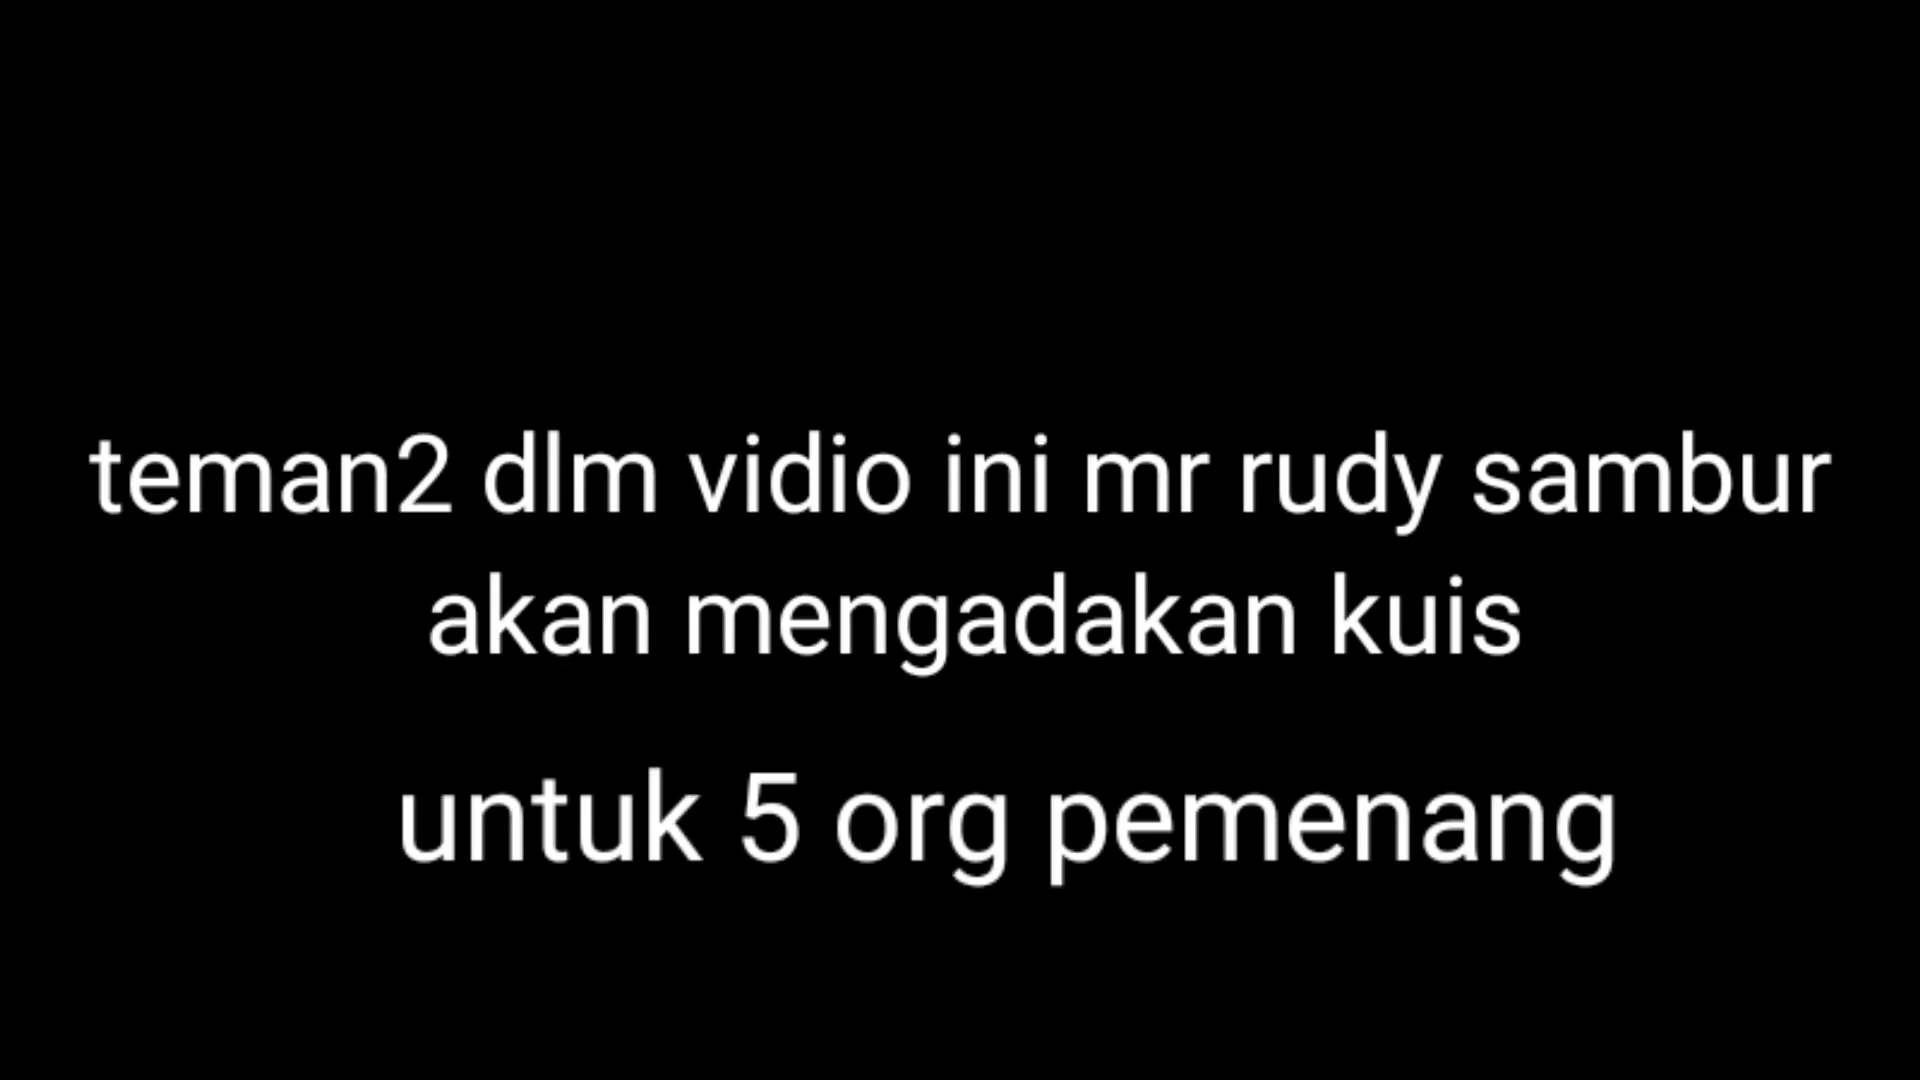 teman2 dlm vidio ini mr rudy sambur
akan mengadakan kuis
untuk 5 org pemenang